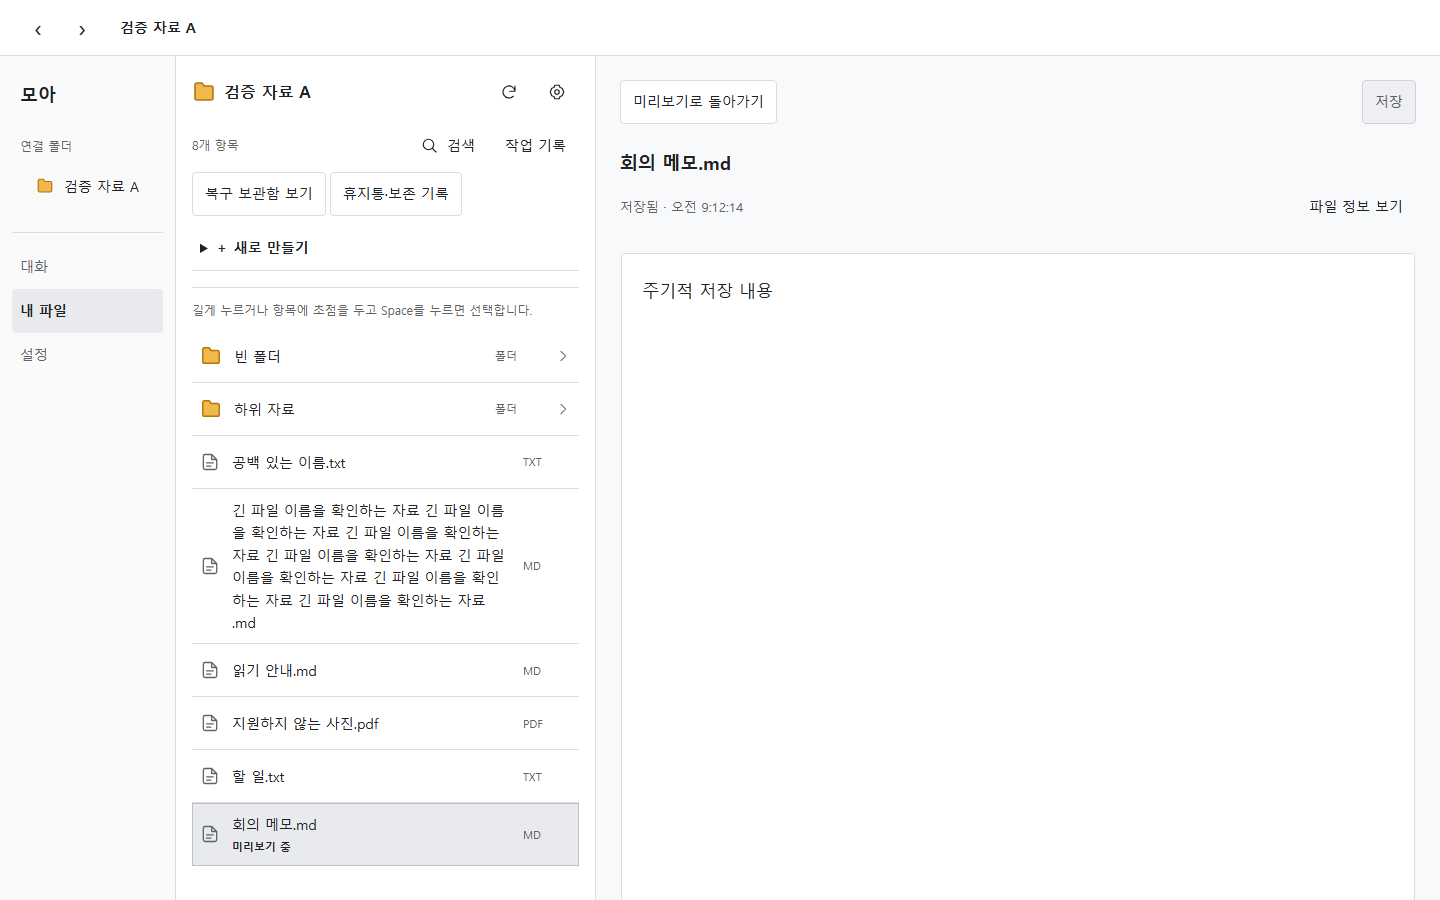 검증 자료 A
모아
연결 폴더
검증 자료 A
대화
내 파일
설정
검증 자료 A
8개 항목
검색
작업 기록
복구 보관함 보기
휴지통·보존 기록
+ 새로 만들기
길게 누르거나 항목에 초점을 두고 Space를 누르면 선택합니다.
빈 폴더 폴더
하위 자료 폴더
공백 있는 이름.txt TXT
긴 파일 이름을 확인하는 자료 긴 파일 이름
을 확인하는 자료 긴 파일 이름을 확인하는
자료 긴 파일 이름을 확인하는 자료 긴 파일
이름을 확인하는 자료 긴 파일 이름을 확인
하는 자료 긴 파일 이름을 확인하는 자료
.md
MD
읽기 안내.md MD
지원하지 않는 사진.pdf PDF
할 일.txt TXT
회의 메모.md
미리보기 중
MD
미리보기로 돌아가기
저장
회의 메모.md
저장됨 · 오전 9:12:14
파일 정보 보기
주기적 저장 내용